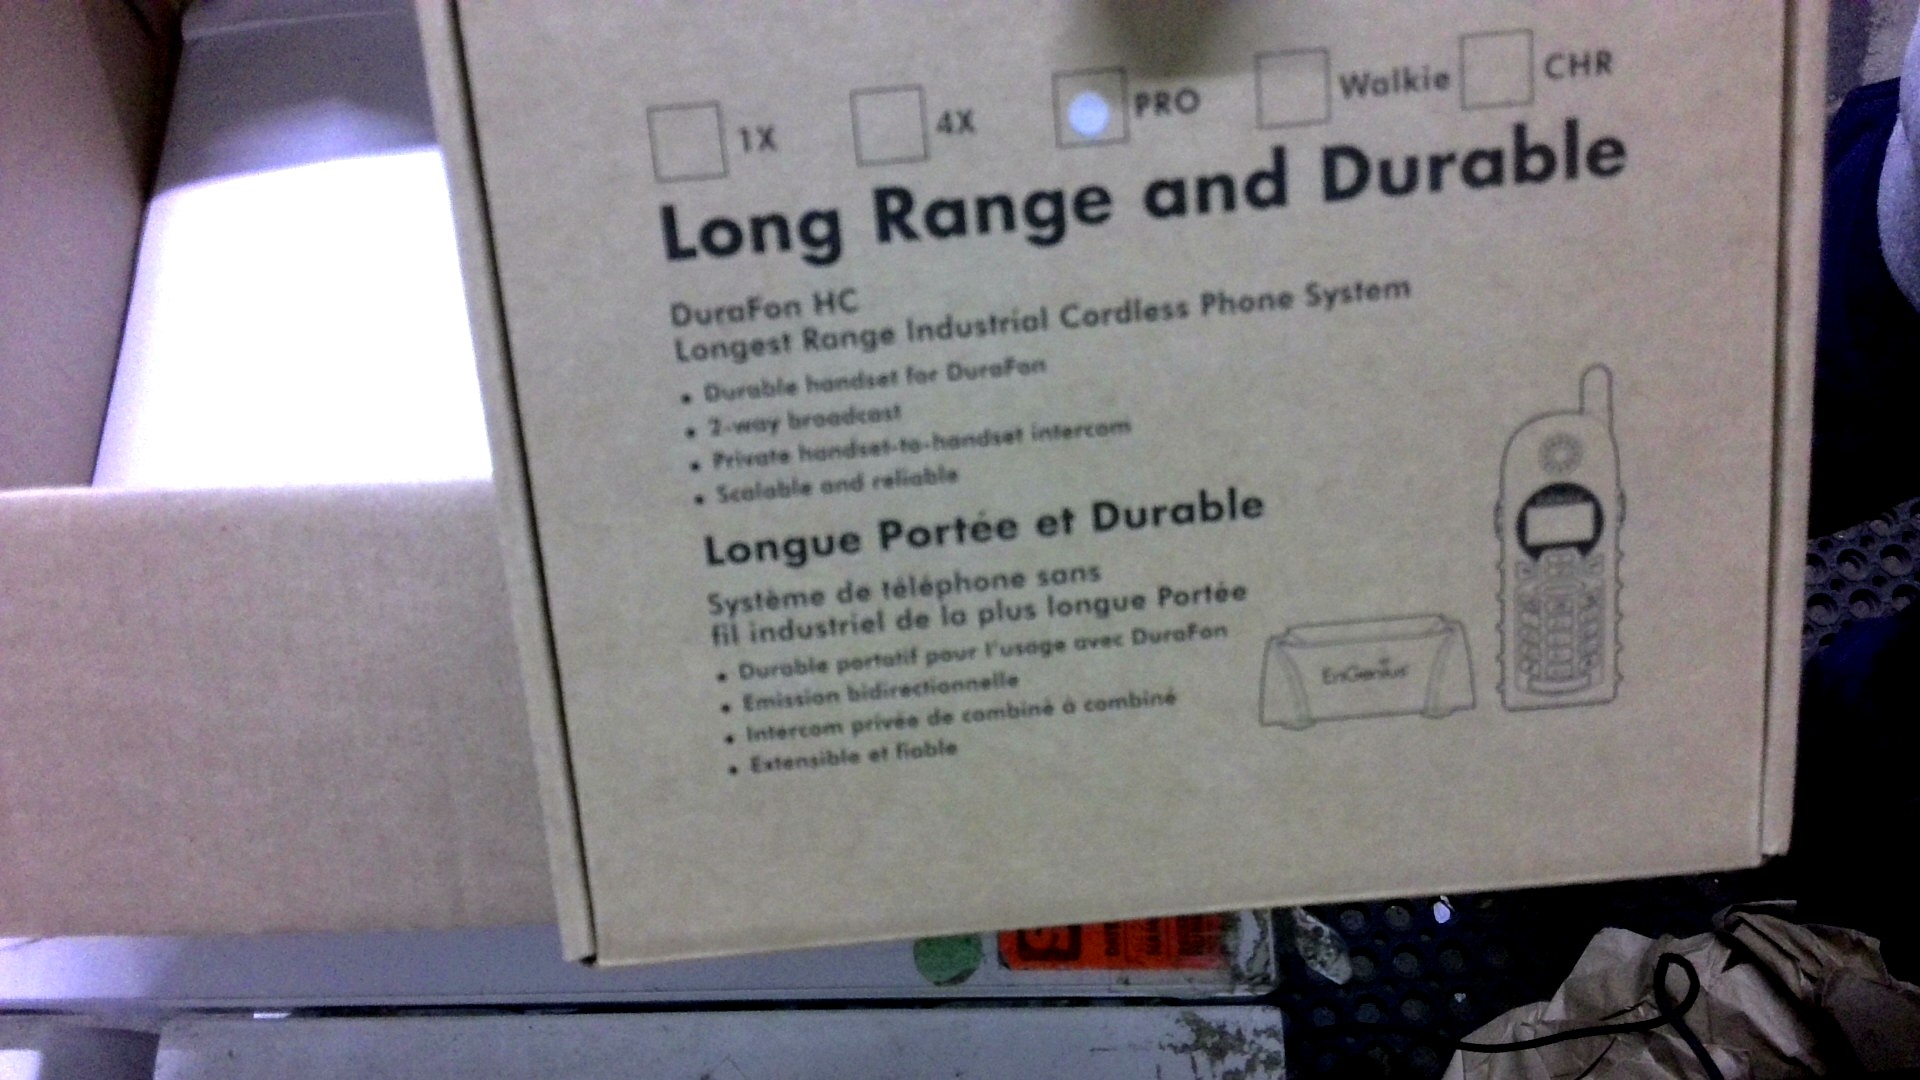 1X 4X PRO Walkie CHR
Long Range and Durable
DuraFon HC
Longest Range Industrial Cordless Phone System
• Durable handset for DuraFon
• 2-way broadcast
• Private handset-to-handset intercom
• Scalable and reliable
Longue Portée et Durable
Système de téléphone sans
fil industriel de la plus longue Portée
• Durable portatif pour l'usage avec DuraFon
• Emission bidirectionnelle
• Intercom privée de combiné à combiné
• Extensible et fiable
EnGenius